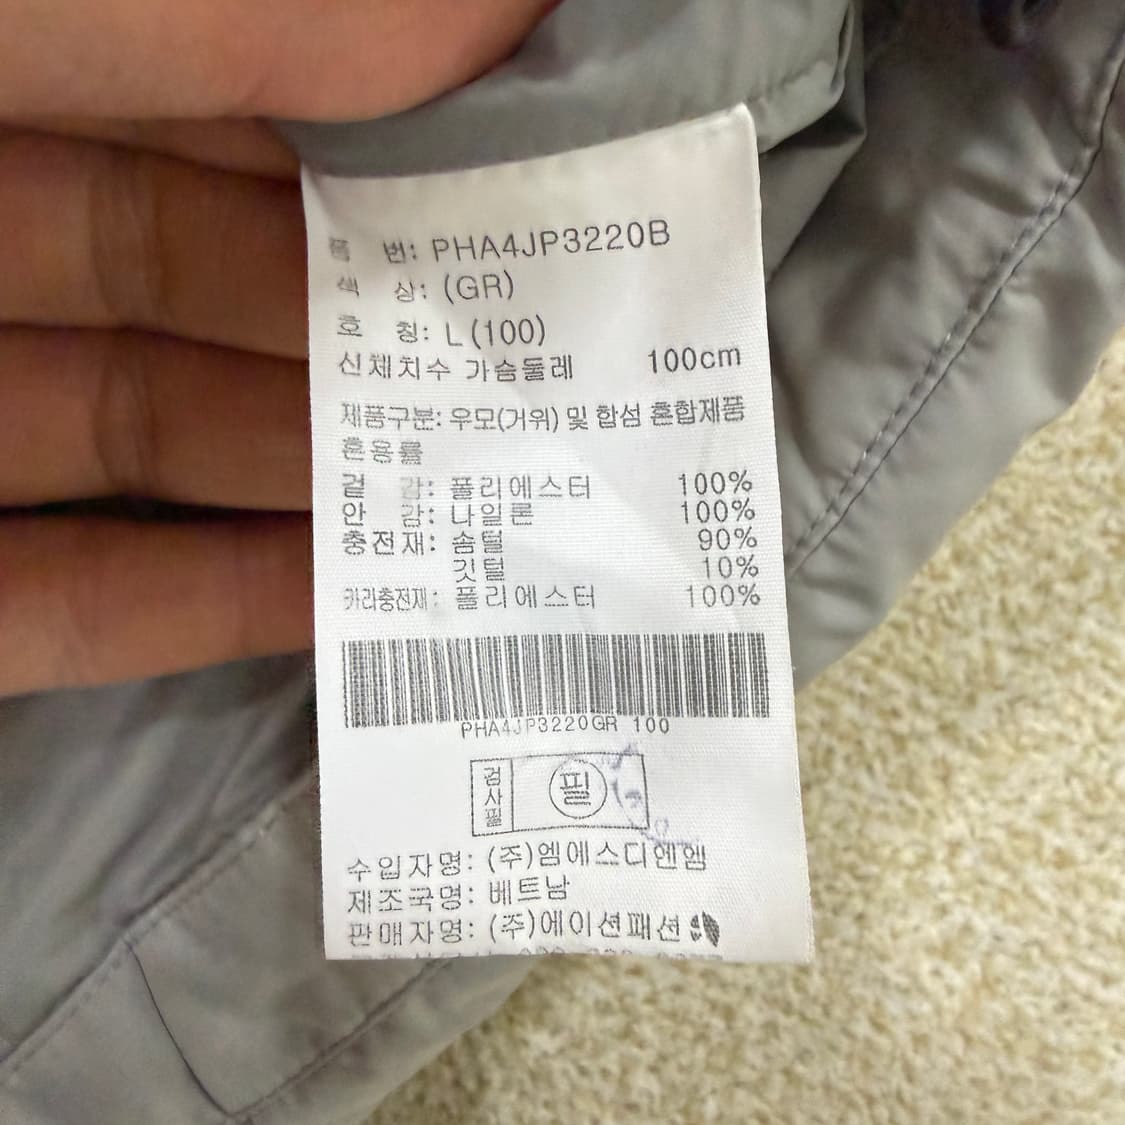 품 번: PHA4JP3220B
색 상: (GR)
호 칭: L(100)
신체치수 가슴둘레 100cm
제품구분: 우모(거위) 및 합섬 혼합제품
혼용률
겉 감: 폴리에스터 100%
안 감: 나일론 100%
충전재: 솜털 90%
깃털 10%
카라충전재: 폴리에스터 100%
PHA4JP3220GR 100
검사필 필
수입자명: (주)엠에스디엔엠
제조국명: 베트남
판매자명: (주)에이션패션